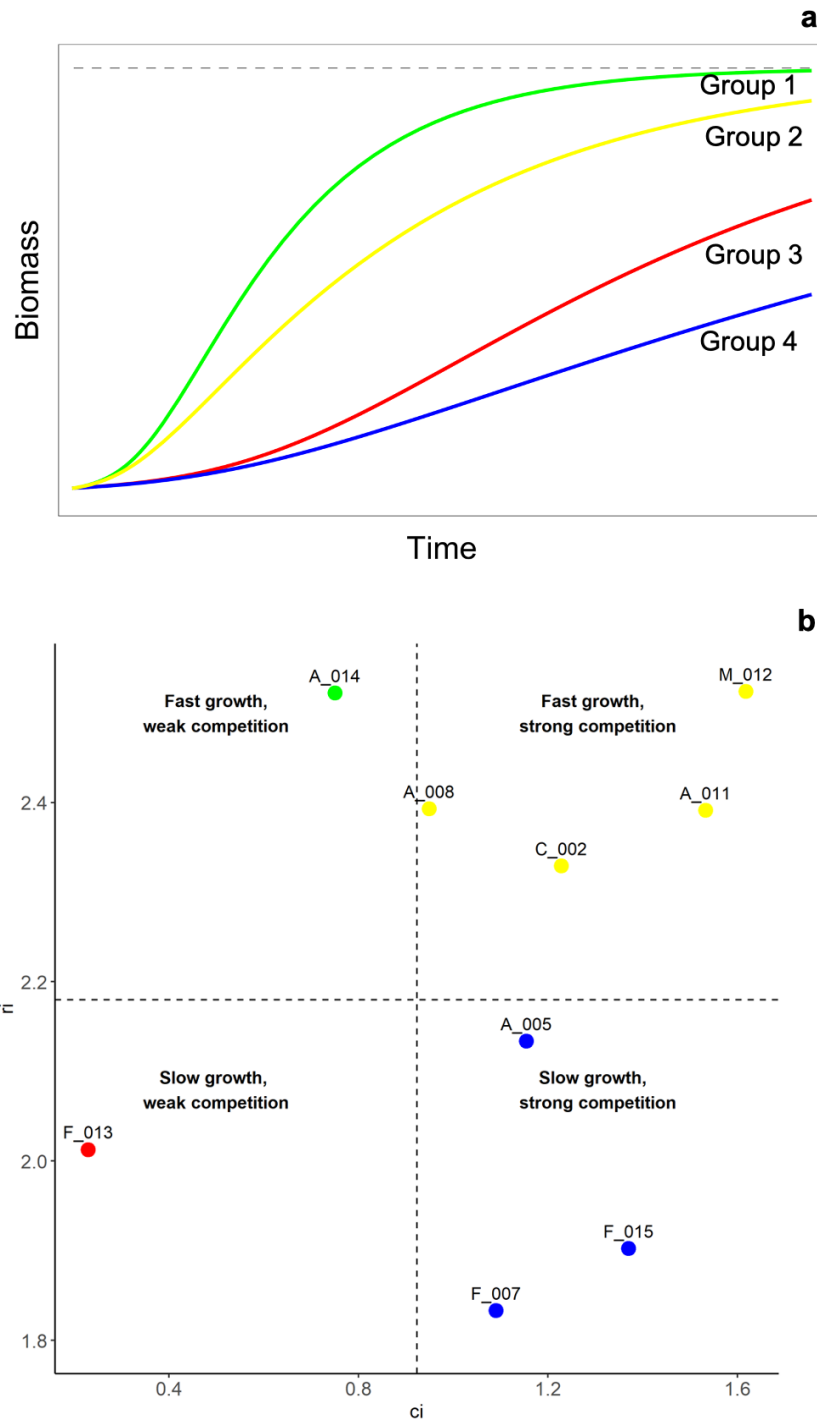 a
Group 1
Group 2
Group 3
Group 4
Biomass
Time
b
A_014
M_012
Fast growth,
weak competition
Fast growth,
strong competition
A_008
A_011
2.4
C_002
2.2
ri
A_005
Slow growth,
weak competition
Slow growth,
strong competition
F_013
2.0
F_015
F_007
1.8
0.4
0.8
1.2
1.6
ci